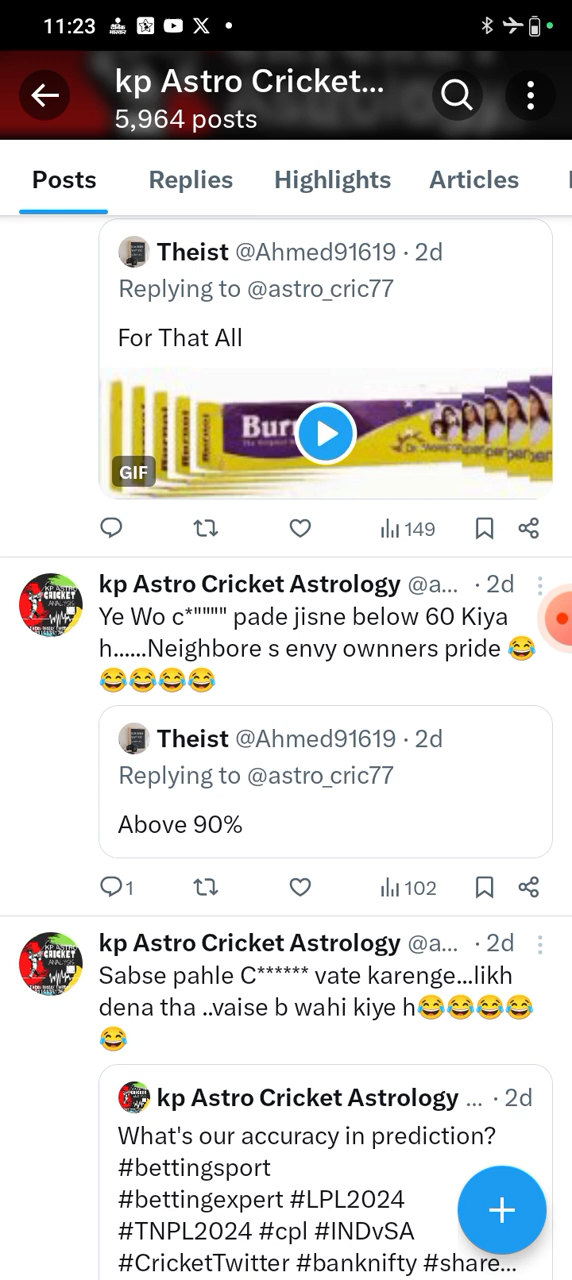 11:23
kp Astro Cricket...
5,964 posts
Posts Replies Highlights Articles
Theist @Ahmed91619 · 2d
Replying to @astro_cric77
For That All
GIF
149
kp Astro Cricket Astrology @a... · 2d
Ye Wo c*""""" pade jisne below 60 Kiya
h......Neighbore s envy ownners pride 😂
😂😂😂😂
Theist @Ahmed91619 · 2d
Replying to @astro_cric77
Above 90%
1 102
kp Astro Cricket Astrology @a... · 2d
Sabse pahle C****** vate karenge...likh
dena tha ..vaise b wahi kiye h😂😂😂😂
😂
kp Astro Cricket Astrology ... · 2d
What's our accuracy in prediction?
#bettingsport
#bettingexpert #LPL2024
#TNPL2024 #cpl #INDvSA
#CricketTwitter #banknifty #share...